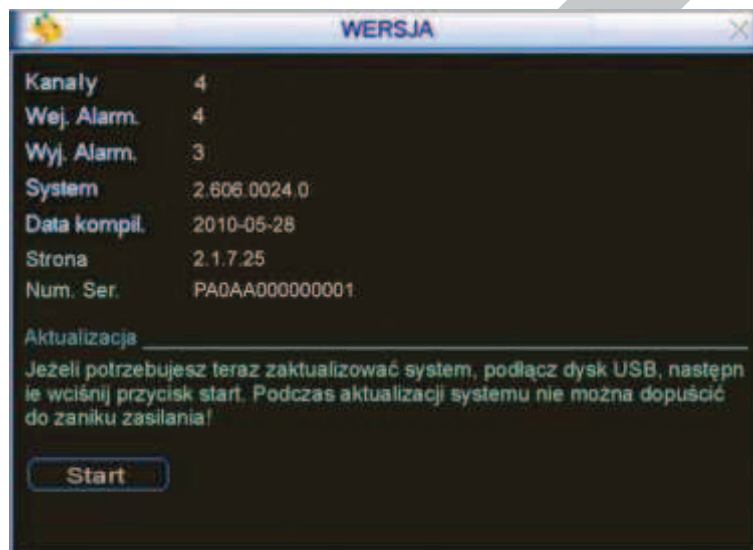 WERSJA
Kanały 4
Wej. Alarm. 4
Wyj. Alarm. 3
System 2.606.0024.0
Data kompil. 2010-05-28
Strona 2.1.7.25
Num. Ser. PA0AA000000001
Aktualizacja
Jeżeli potrzebujesz teraz zaktualizować system, podłącz dysk USB, następn
ie wciśnij przycisk start. Podczas aktualizacji systemu nie można dopuścić
do zaniku zasilania!
Start